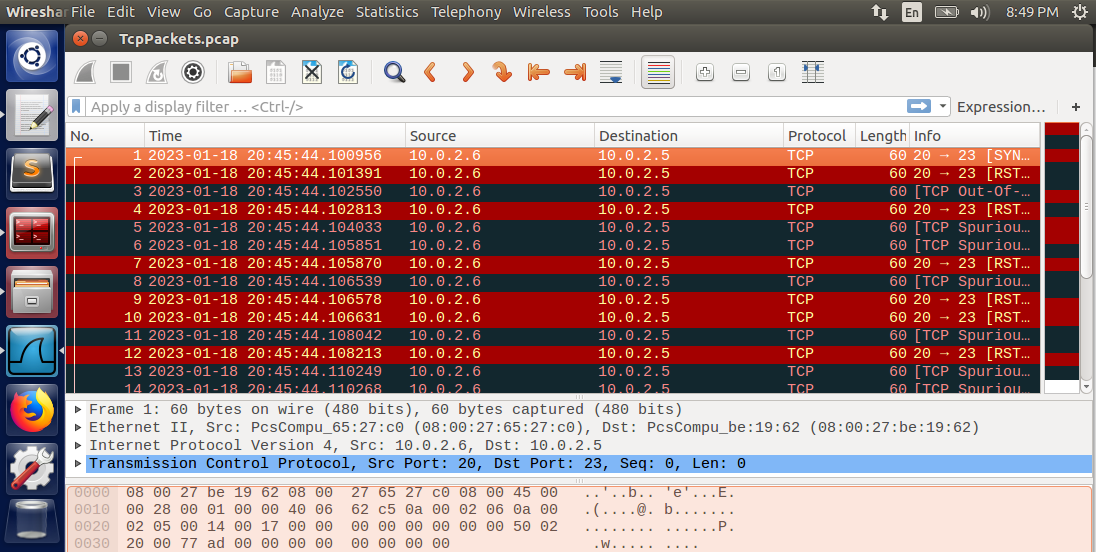 Wireshar File Edit View Go Capture Analyze Statistics Telephony Wireless Tools Help En 8:49 PM
TcpPackets.pcap
Apply a display filter … <Ctrl-/> Expression… +
No. Time Source Destination Protocol Length Info
1 2023-01-18 20:45:44.100956 10.0.2.6 10.0.2.5 TCP 60 20 → 23 [SYN…
2 2023-01-18 20:45:44.101391 10.0.2.6 10.0.2.5 TCP 60 20 → 23 [RST…
3 2023-01-18 20:45:44.102550 10.0.2.6 10.0.2.5 TCP 60 [TCP Out-Of-…
4 2023-01-18 20:45:44.102813 10.0.2.6 10.0.2.5 TCP 60 20 → 23 [RST…
5 2023-01-18 20:45:44.104033 10.0.2.6 10.0.2.5 TCP 60 [TCP Spuriou…
6 2023-01-18 20:45:44.105851 10.0.2.6 10.0.2.5 TCP 60 [TCP Spuriou…
7 2023-01-18 20:45:44.105870 10.0.2.6 10.0.2.5 TCP 60 20 → 23 [RST…
8 2023-01-18 20:45:44.106539 10.0.2.6 10.0.2.5 TCP 60 [TCP Spuriou…
9 2023-01-18 20:45:44.106578 10.0.2.6 10.0.2.5 TCP 60 20 → 23 [RST…
10 2023-01-18 20:45:44.106631 10.0.2.6 10.0.2.5 TCP 60 20 → 23 [RST…
11 2023-01-18 20:45:44.108042 10.0.2.6 10.0.2.5 TCP 60 [TCP Spuriou…
12 2023-01-18 20:45:44.108213 10.0.2.6 10.0.2.5 TCP 60 20 → 23 [RST…
13 2023-01-18 20:45:44.110249 10.0.2.6 10.0.2.5 TCP 60 [TCP Spuriou…
14 2023-01-18 20:45:44.110268 10.0.2.6 10.0.2.5 TCP 60 [TCP Spuriou…
Frame 1: 60 bytes on wire (480 bits), 60 bytes captured (480 bits)
Ethernet II, Src: PcsCompu_65:27:c0 (08:00:27:65:27:c0), Dst: PcsCompu_be:19:62 (08:00:27:be:19:62)
Internet Protocol Version 4, Src: 10.0.2.6, Dst: 10.0.2.5
Transmission Control Protocol, Src Port: 20, Dst Port: 23, Seq: 0, Len: 0
0000 08 00 27 be 19 62 08 00 27 65 27 c0 08 00 45 00 ..'..b.. 'e'...E.
0010 00 28 00 01 00 00 40 06 62 c5 0a 00 02 06 0a 00 .(....@. b.......
0020 02 05 00 14 00 17 00 00 00 00 00 00 00 00 50 02 ........ ......P.
0030 20 00 77 ad 00 00 00 00 00 00 00 00 .w..... ....